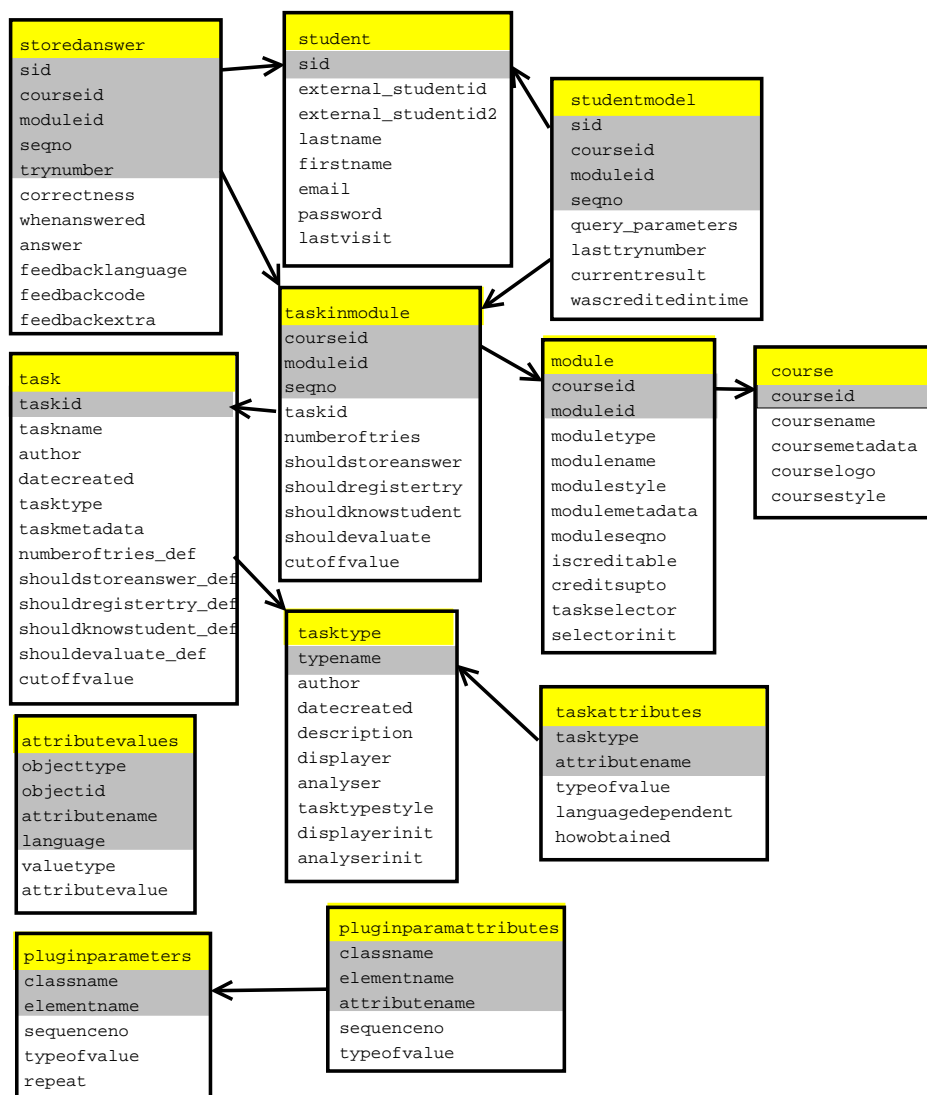 storedanswer
sid
courseid
moduleid
seqno
trynumber
correctness
whenanswered
answer
feedbacklanguage
feedbackcode
feedbackextra
student
sid
external_studentid
external_studentid2
lastname
firstname
email
password
lastvisit
studentmodel
sid
courseid
moduleid
seqno
query_parameters
lasttrynumber
currentresult
wascreditedintime
taskinmodule
courseid
moduleid
seqno
taskid
numberoftries
shouldstoreanswer
shouldregistertry
shouldknowstudent
shouldevaluate
cutoffvalue
module
courseid
moduleid
moduletype
modulename
modulestyle
modulemetadata
moduleseqno
iscreditable
creditsupto
taskselector
selectorinit
course
courseid
coursename
coursemetadata
courselogo
coursestyle
task
taskid
taskname
author
datecreated
tasktype
taskmetadata
numberoftries_def
shouldstoreanswer_def
shouldregistertry_def
shouldknowstudent_def
shouldevaluate_def
cutoffvalue
tasktype
typename
author
datecreated
description
displayer
analyser
tasktypestyle
displayerinit
analyserinit
taskattributes
tasktype
attributename
typeofvalue
languagedependent
howobtained
attributevalues
objecttype
objectid
attributename
language
valuetype
attributevalue
pluginparameters
classname
elementname
sequenceno
typeofvalue
repeat
pluginparamattributes
classname
elementname
attributename
sequenceno
typeofvalue